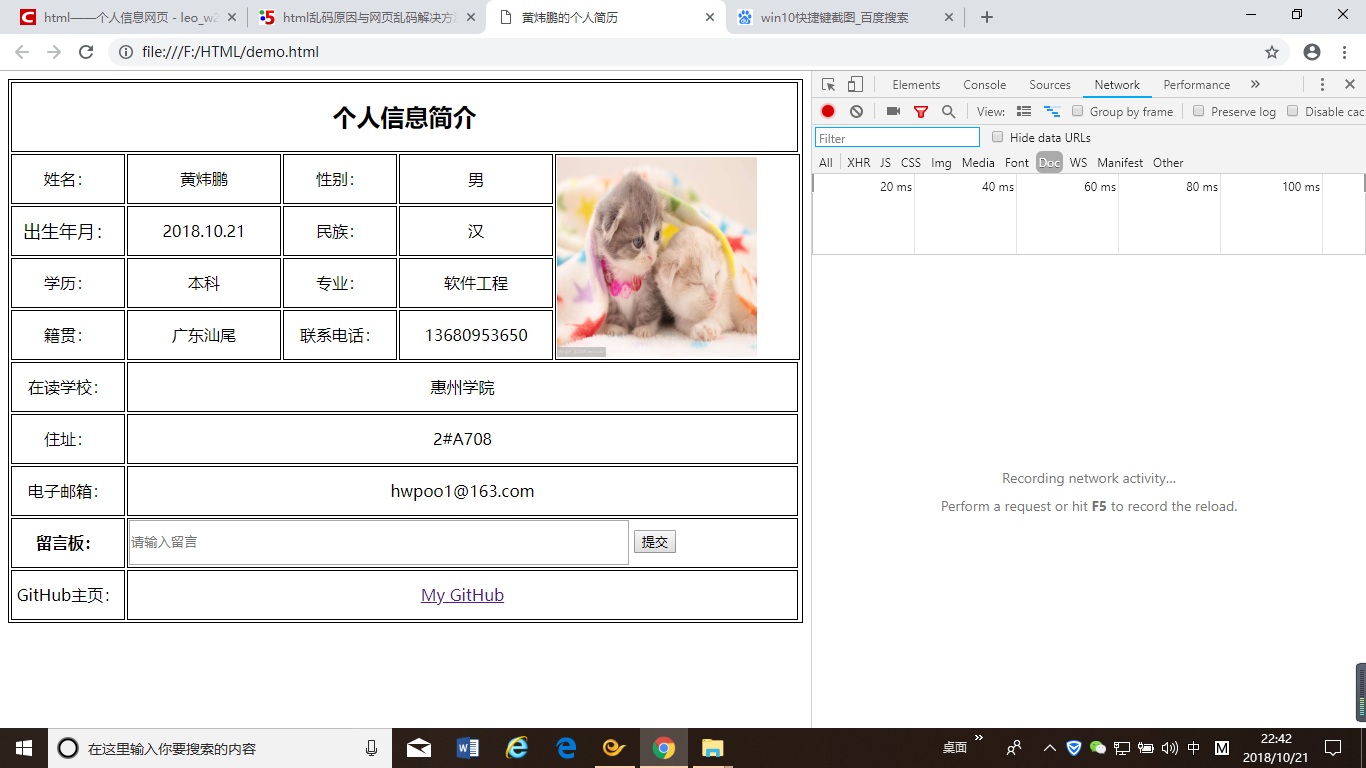 html——个人信息网页 - leo_w2
html乱码原因与网页乱码解决方
黄炜鹏的个人简历
win10快捷键截图_百度搜索
file:///F:/HTML/demo.html
个人信息简介
姓名： 黄炜鹏 性别： 男
出生年月： 2018.10.21 民族： 汉
学历： 本科 专业： 软件工程
籍贯： 广东汕尾 联系电话： 13680953650
在读学校： 惠州学院
住址： 2#A708
电子邮箱： hwpoo1@163.com
留言板： 请输入留言 提交
GitHub主页： My GitHub
Elements Console Sources Network Performance »
View: Group by frame Preserve log Disable cac
Filter Hide data URLs
All XHR JS CSS Img Media Font Doc WS Manifest Other
20 ms 40 ms 60 ms 80 ms 100 ms
Recording network activity...
Perform a request or hit F5 to record the reload.
在这里输入你要搜索的内容
桌面 »
中 M
22:42
2018/10/21